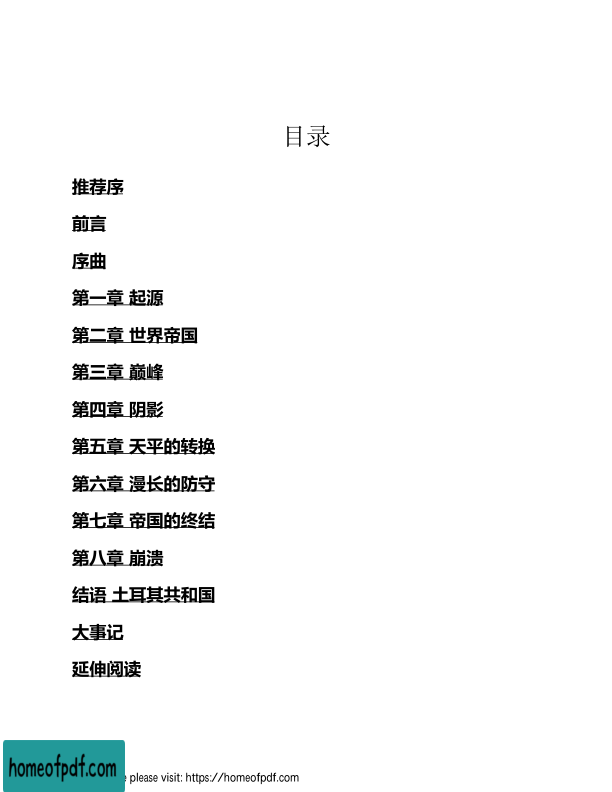 目录
推荐序
前言
序曲
第一章 起源
第二章 世界帝国
第三章 巅峰
第四章 阴影
第五章 天平的转换
第六章 漫长的防守
第七章 帝国的终结
第八章 崩溃
结语 土耳其共和国
大事记
延伸阅读
homeofpdf.com
please visit: https://homeofpdf.com